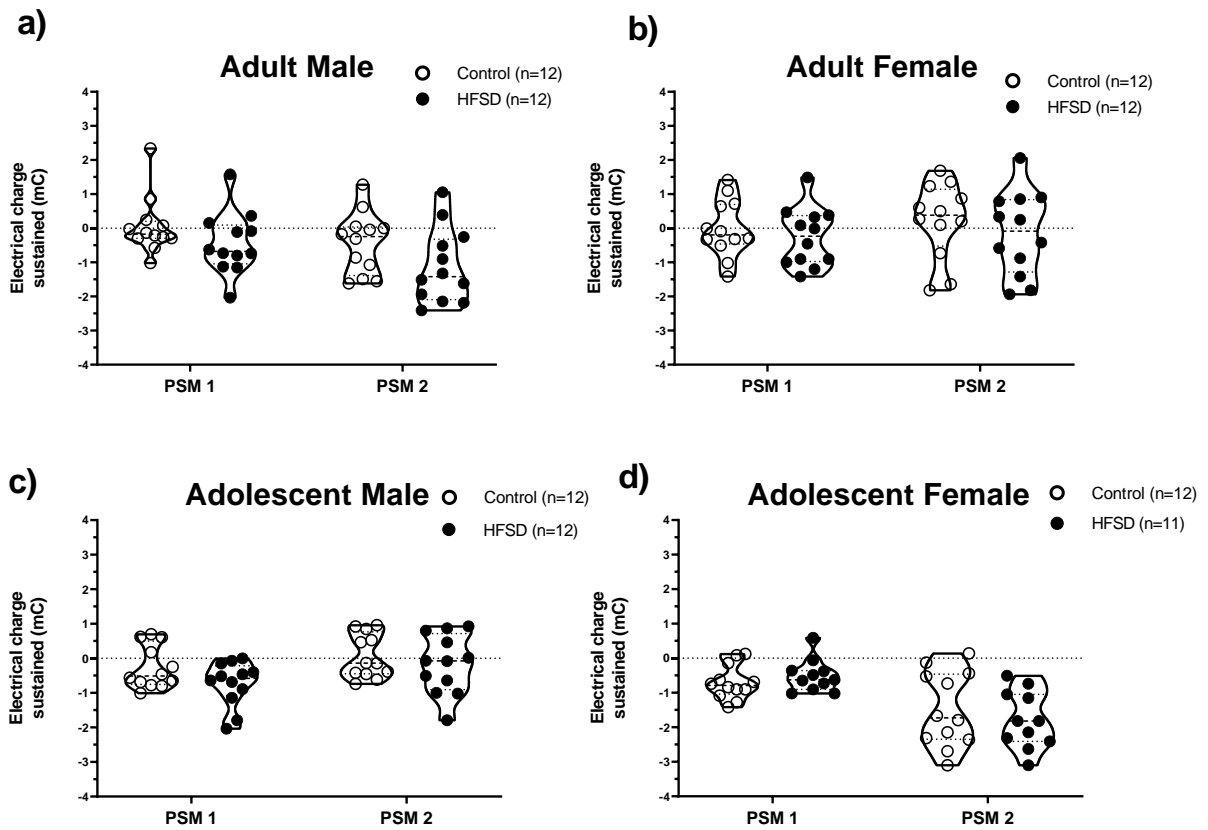 a)
Adult Male
Control (n=12)
HFSD (n=12)
Electrical charge
sustained (mC)
4
3
2
1
0
-1
-2
-3
-4
PSM 1
PSM 2
b)
Adult Female
Control (n=12)
HFSD (n=12)
Electrical charge
sustained (mC)
4
3
2
1
0
-1
-2
-3
-4
PSM 1
PSM 2
c)
Adolescent Male
Control (n=12)
HFSD (n=12)
Electrical charge
sustained (mC)
4
3
2
1
0
-1
-2
-3
-4
PSM 1
PSM 2
d)
Adolescent Female
Control (n=12)
HFSD (n=11)
Electrical charge
sustained (mC)
4
3
2
1
0
-1
-2
-3
-4
PSM 1
PSM 2